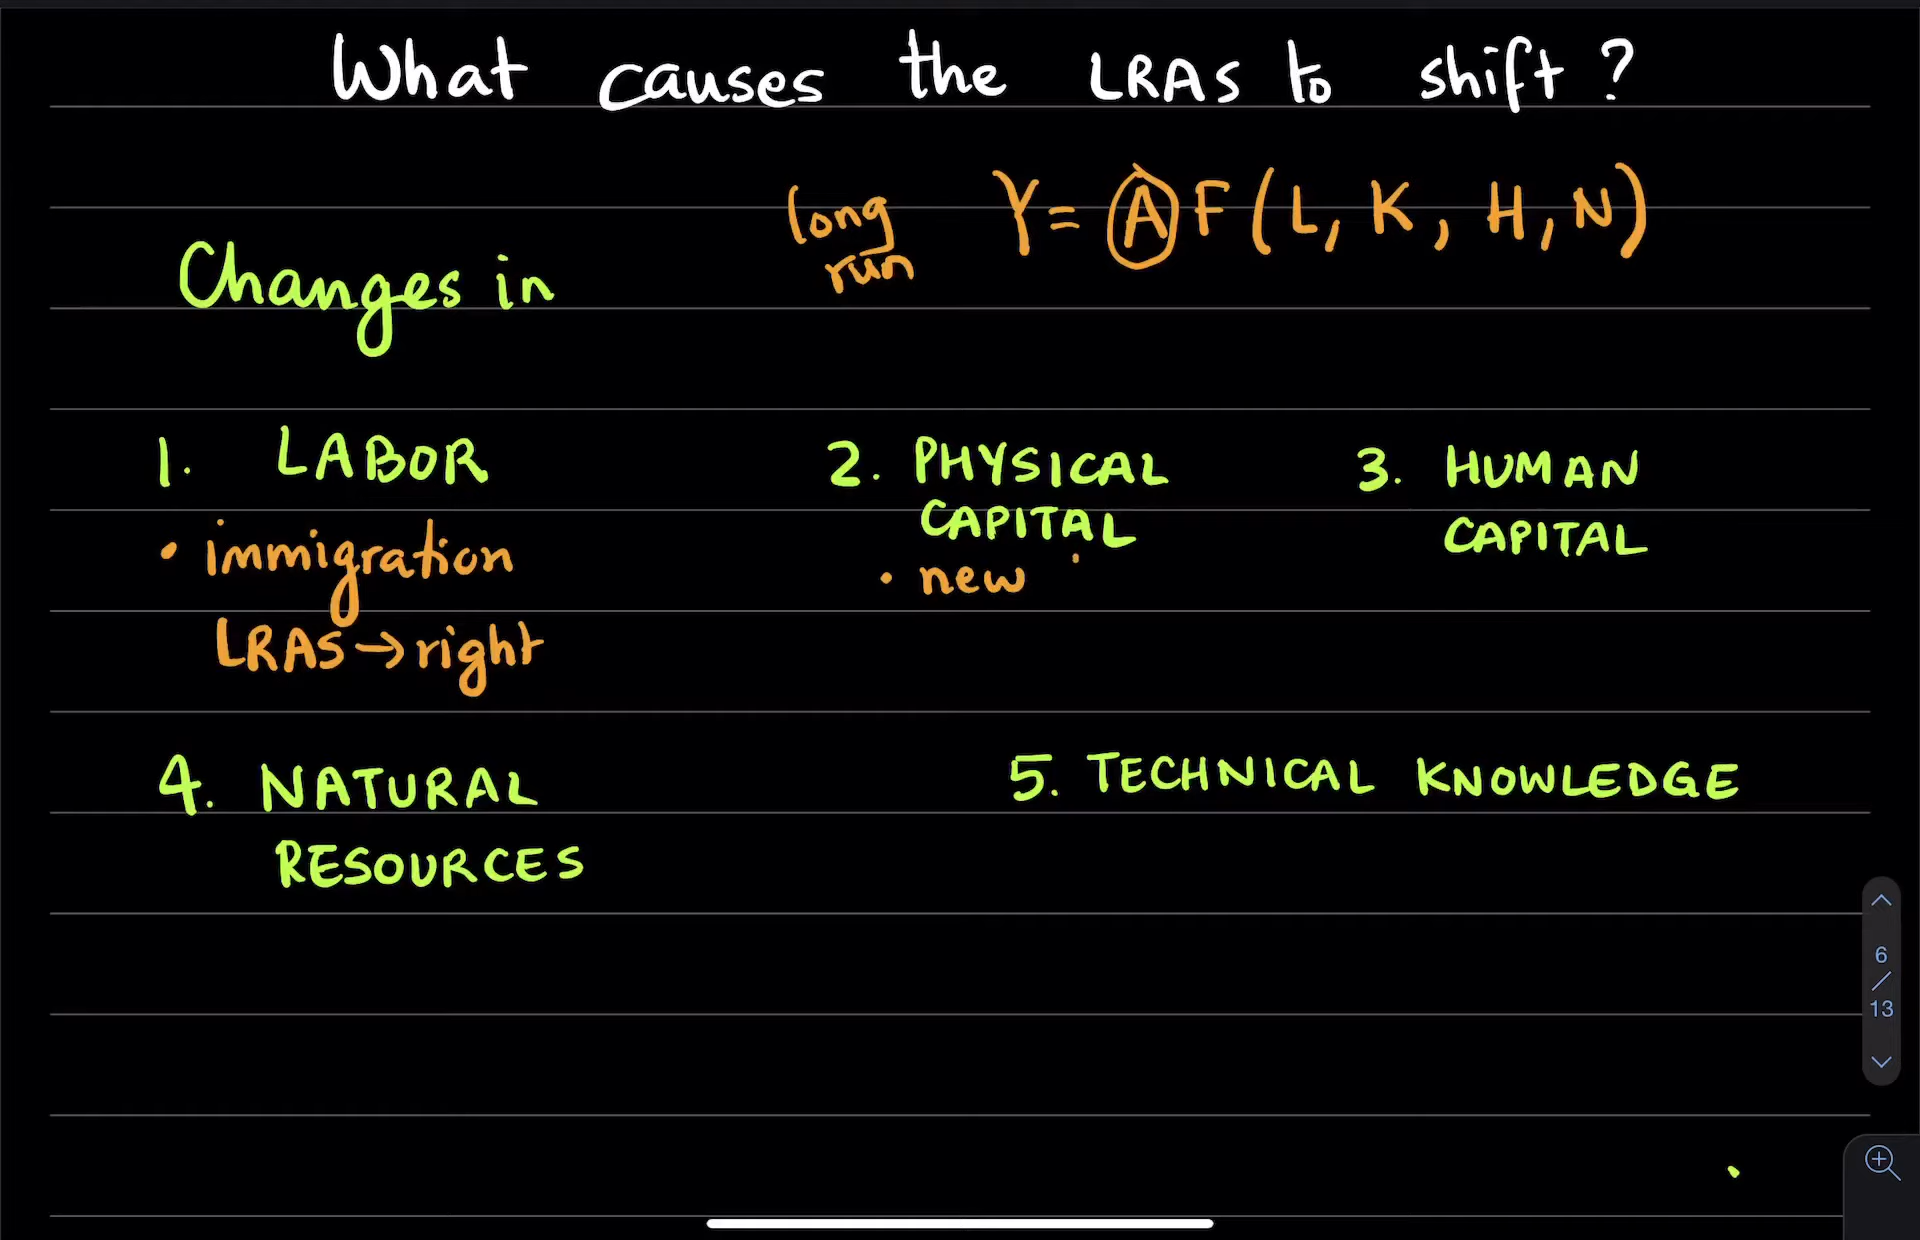 What causes the LRAS to shift ?
long run Y = A F ( L, K, H, N )
Changes in
1. LABOR
• immigration
LRAS → right
2. PHYSICAL
CAPITAL
• new
3. HUMAN
CAPITAL
4. NATURAL
RESOURCES
5. TECHNICAL KNOWLEDGE
6
/
13